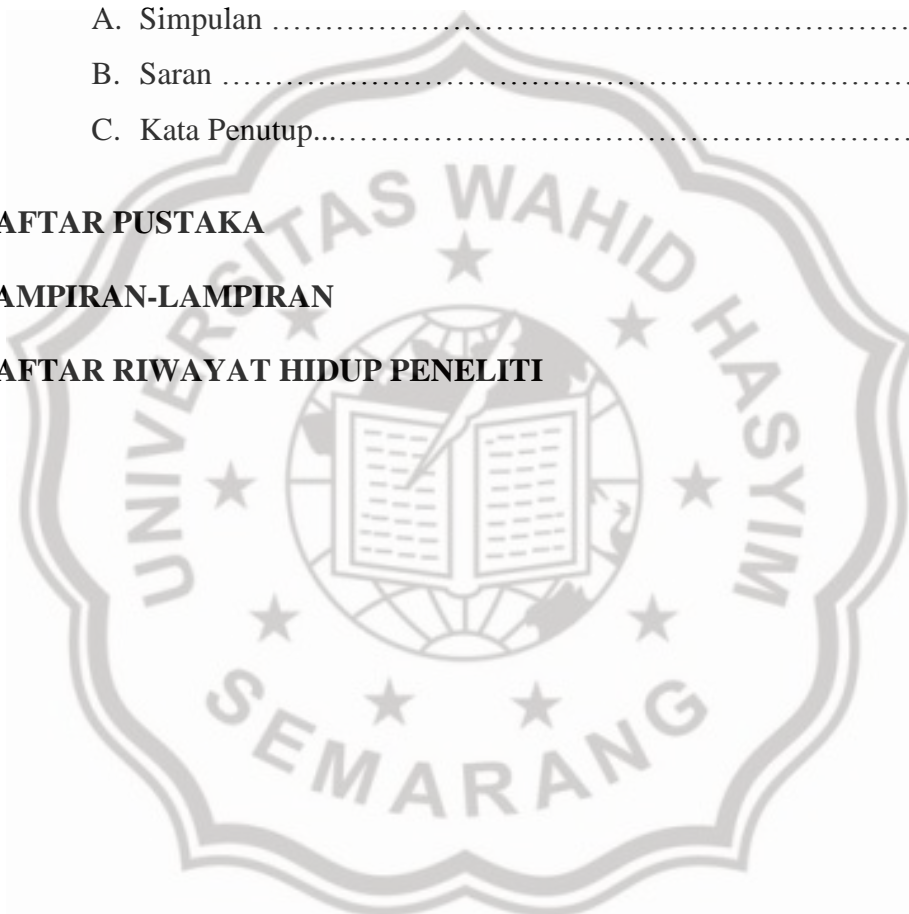 A. Simpulan ……………………………………………………………
B. Saran …………………………………………………………………
C. Kata Penutup...………………………………………………………
AFTAR PUSTAKA
AMPIRAN-LAMPIRAN
AFTAR RIWAYAT HIDUP PENELITI
UNIVERSITAS WAHID HASYIM
SEMARANG